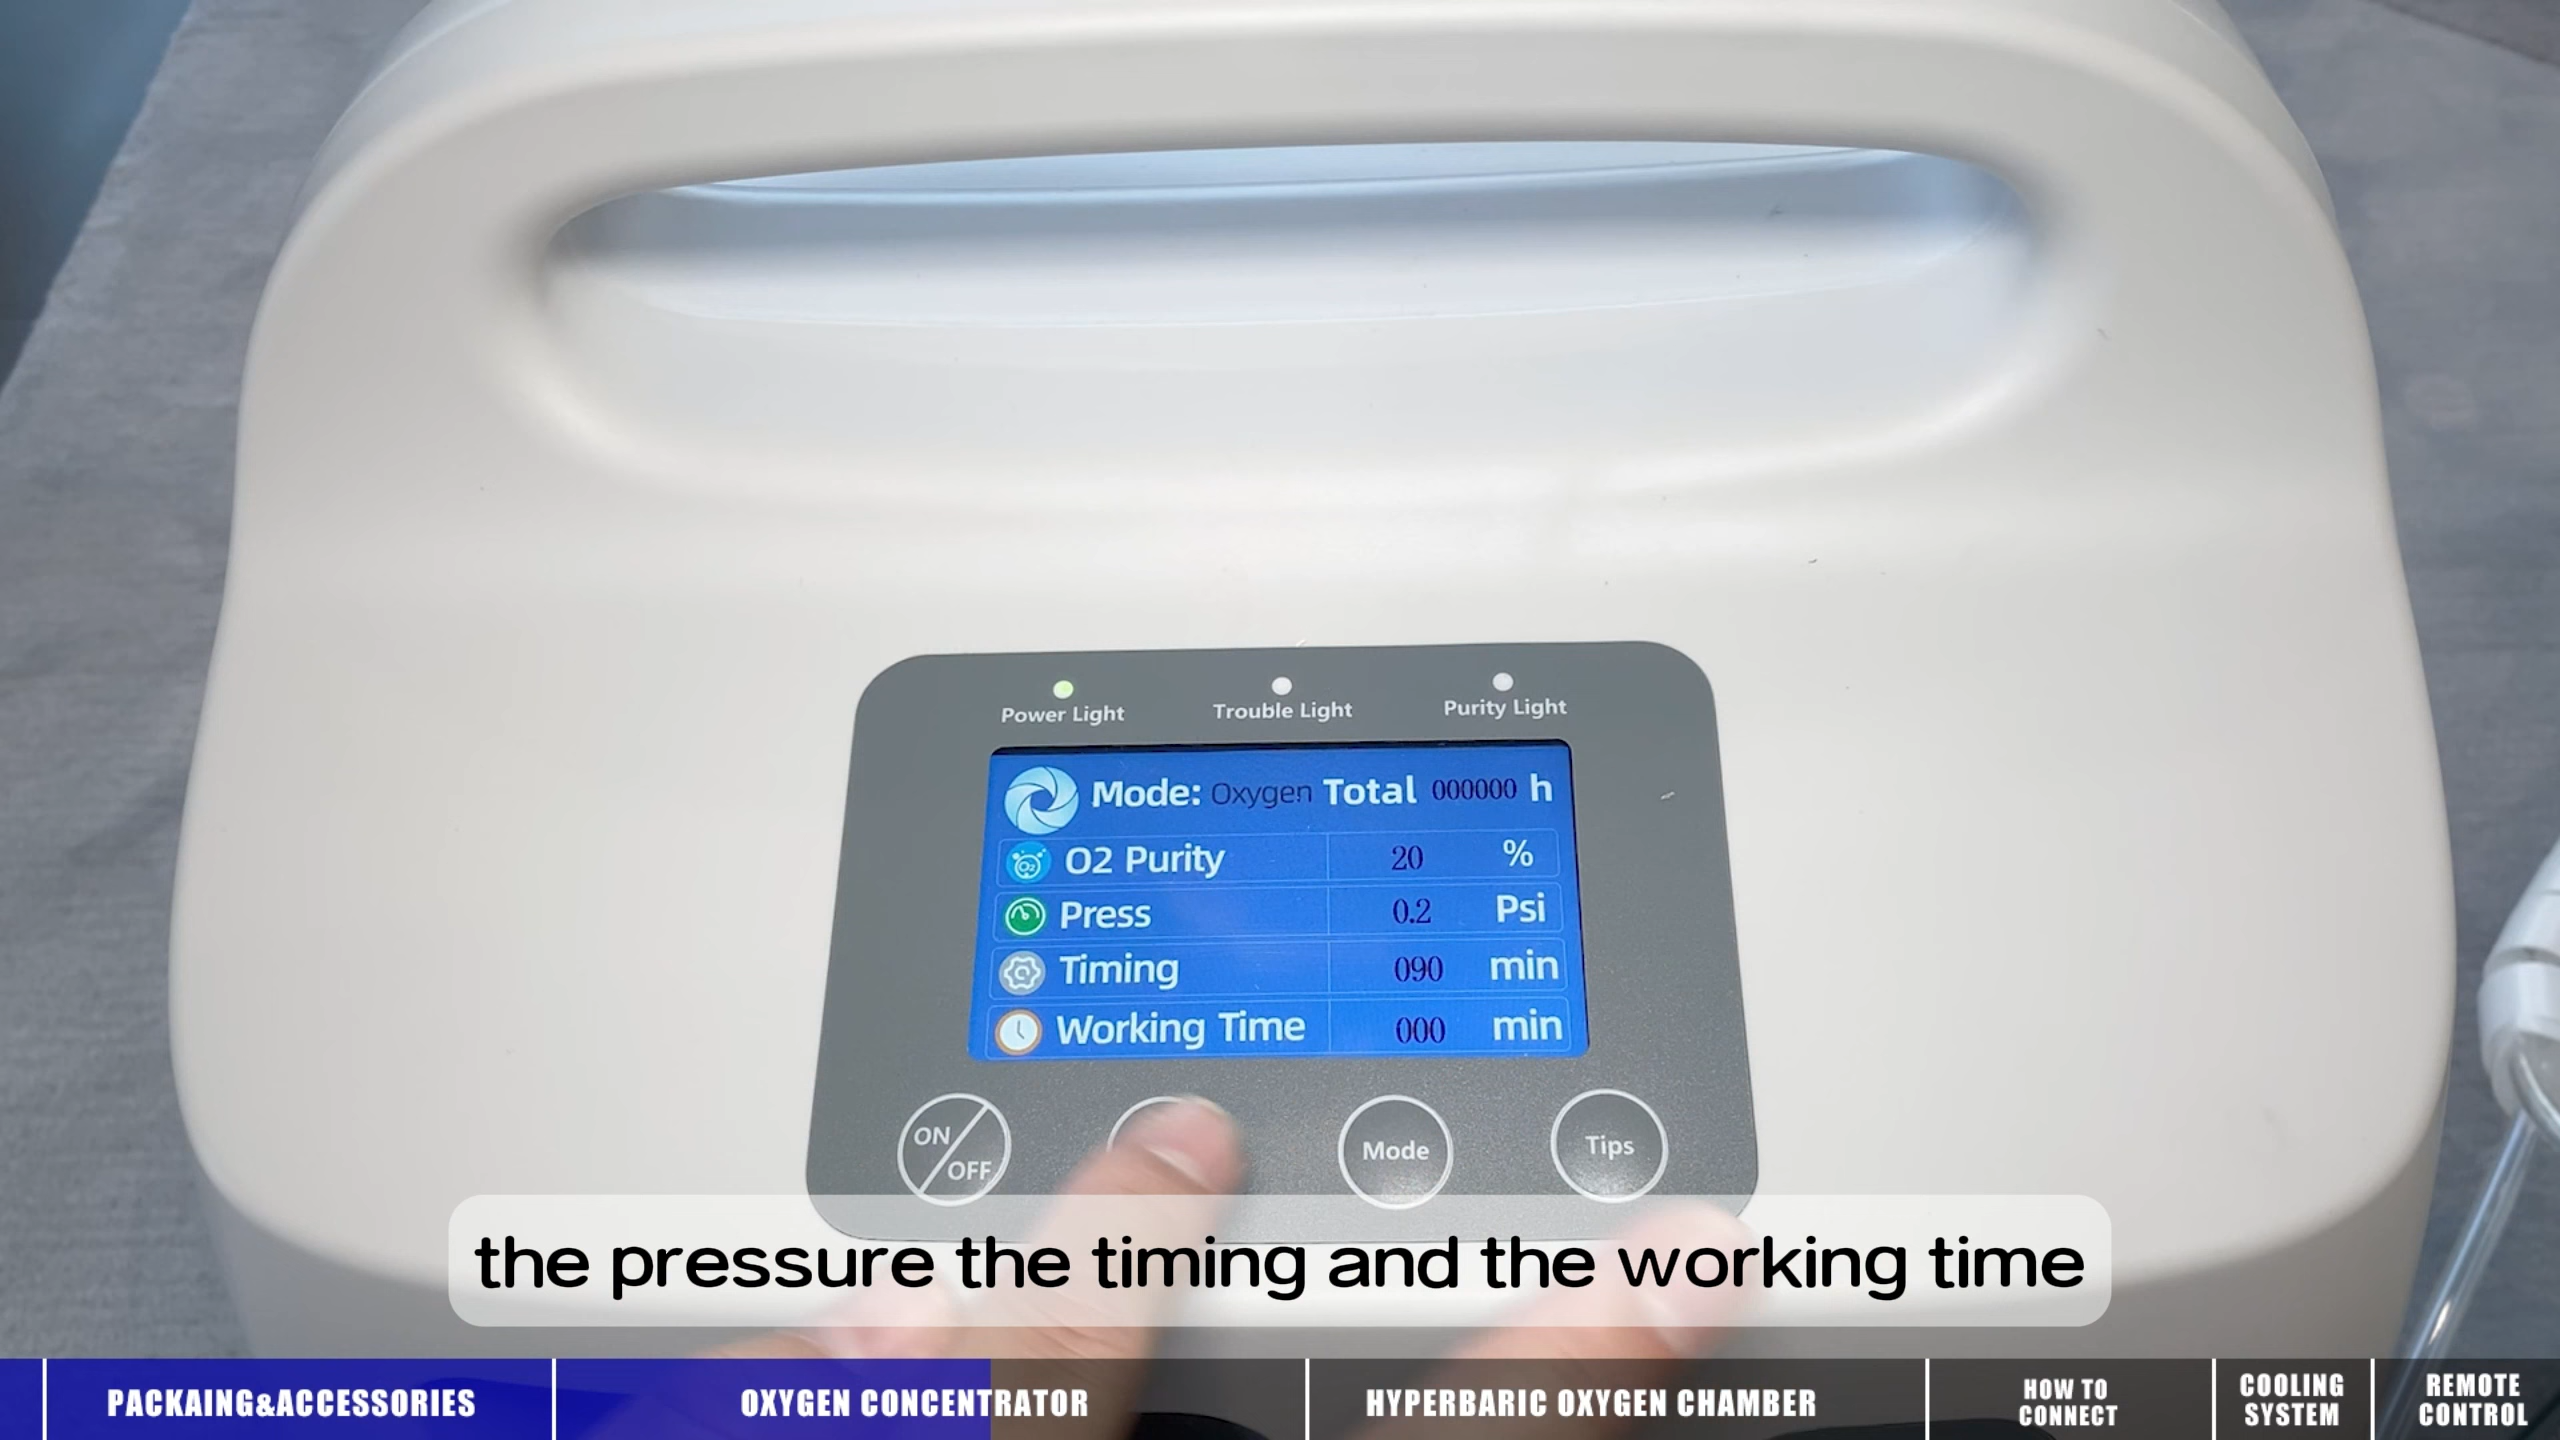 Power Light Trouble Light Purity Light
Mode: Oxygen Total 000000 h
O2 Purity 20 %
Press 0.2 Psi
Timing 090 min
Working Time 000 min
ON OFF Mode Tips
the pressure the timing and the working time
PACKAING&ACCESSORIES
OXYGEN CONCENTRATOR
HYPERBARIC OXYGEN CHAMBER
HOW TO
CONNECT
COOLING
SYSTEM
REMOTE
CONTROL